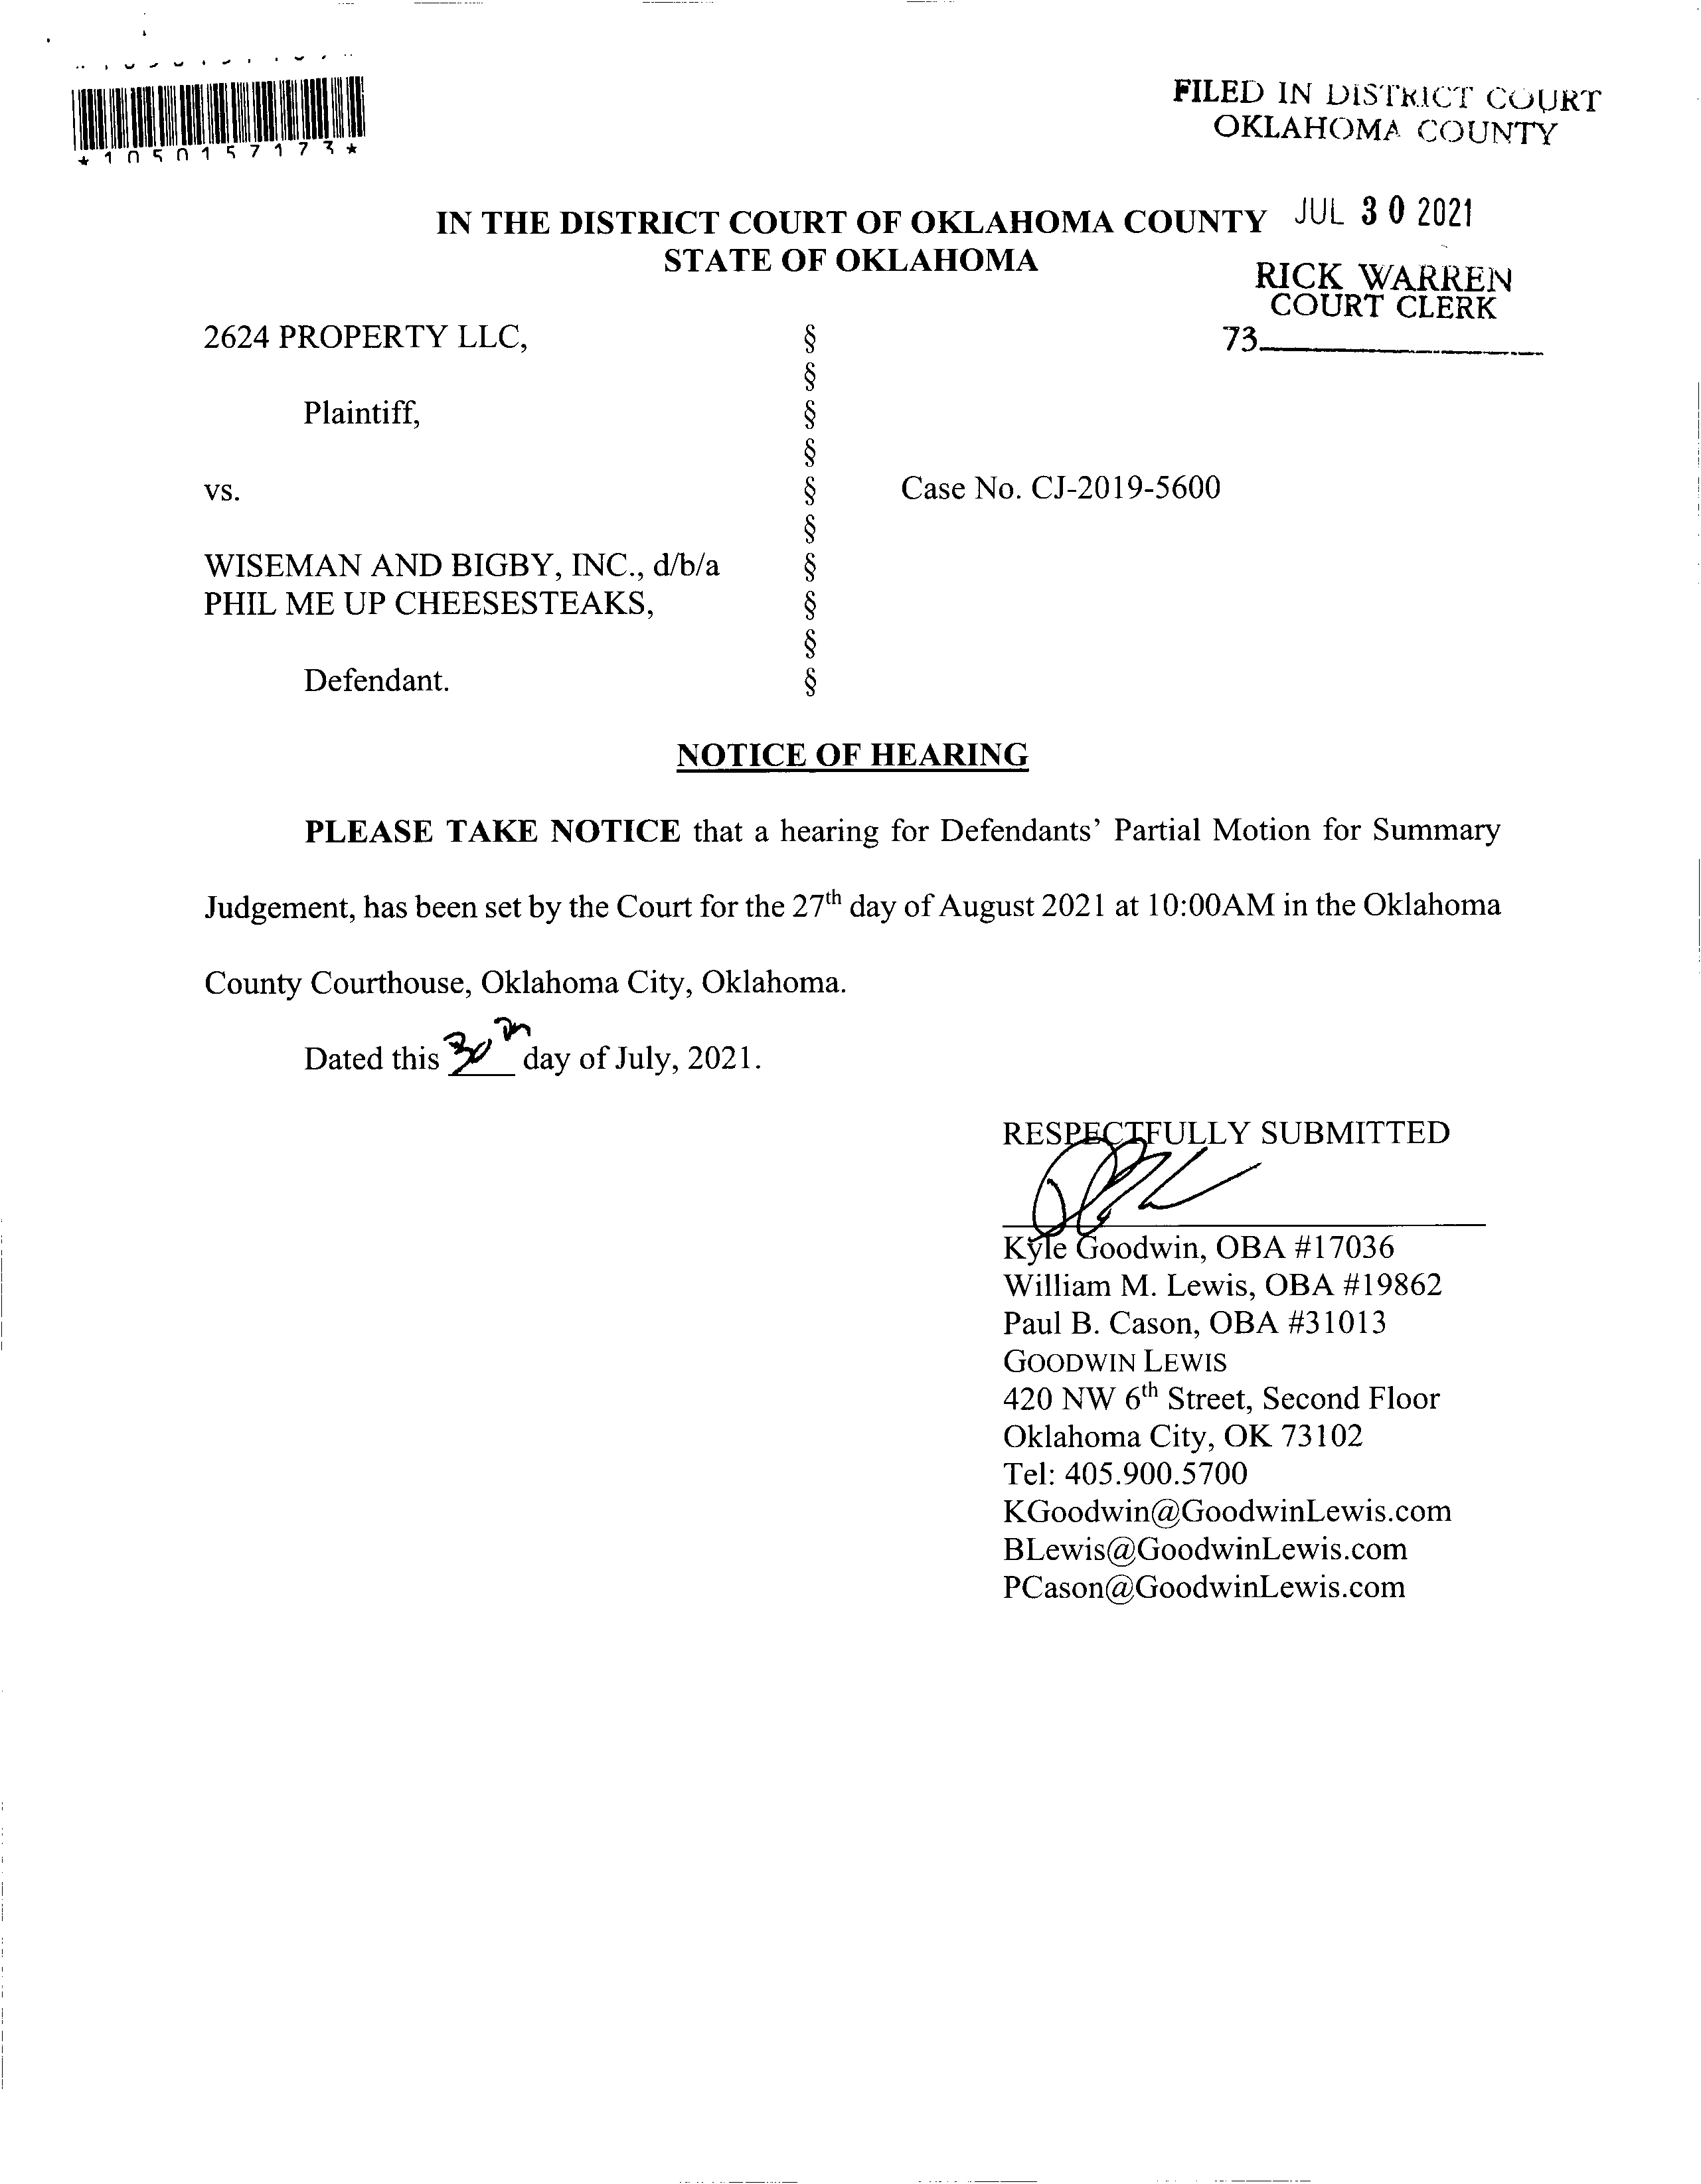 *1050157173*
FILED IN DISTRICT COURT
OKLAHOMA COUNTY
JUL 30 2021
RICK WARREN
COURT CLERK
73
IN THE DISTRICT COURT OF OKLAHOMA COUNTY
STATE OF OKLAHOMA
2624 PROPERTY LLC, §
§
Plaintiff, §
§
vs. § Case No. CJ-2019-5600
§
WISEMAN AND BIGBY, INC., d/b/a §
PHIL ME UP CHEESESTEAKS, §
§
Defendant. §
NOTICE OF HEARING
PLEASE TAKE NOTICE that a hearing for Defendants' Partial Motion for Summary
Judgement, has been set by the Court for the 27th day of August 2021 at 10:00AM in the Oklahoma
County Courthouse, Oklahoma City, Oklahoma.
Dated this 30th day of July, 2021.
RESPECTFULLY SUBMITTED
Kyle Goodwin, OBA #17036
William M. Lewis, OBA #19862
Paul B. Cason, OBA #31013
GOODWIN LEWIS
420 NW 6th Street, Second Floor
Oklahoma City, OK 73102
Tel: 405.900.5700
KGoodwin@GoodwinLewis.com
BLewis@GoodwinLewis.com
PCason@GoodwinLewis.com